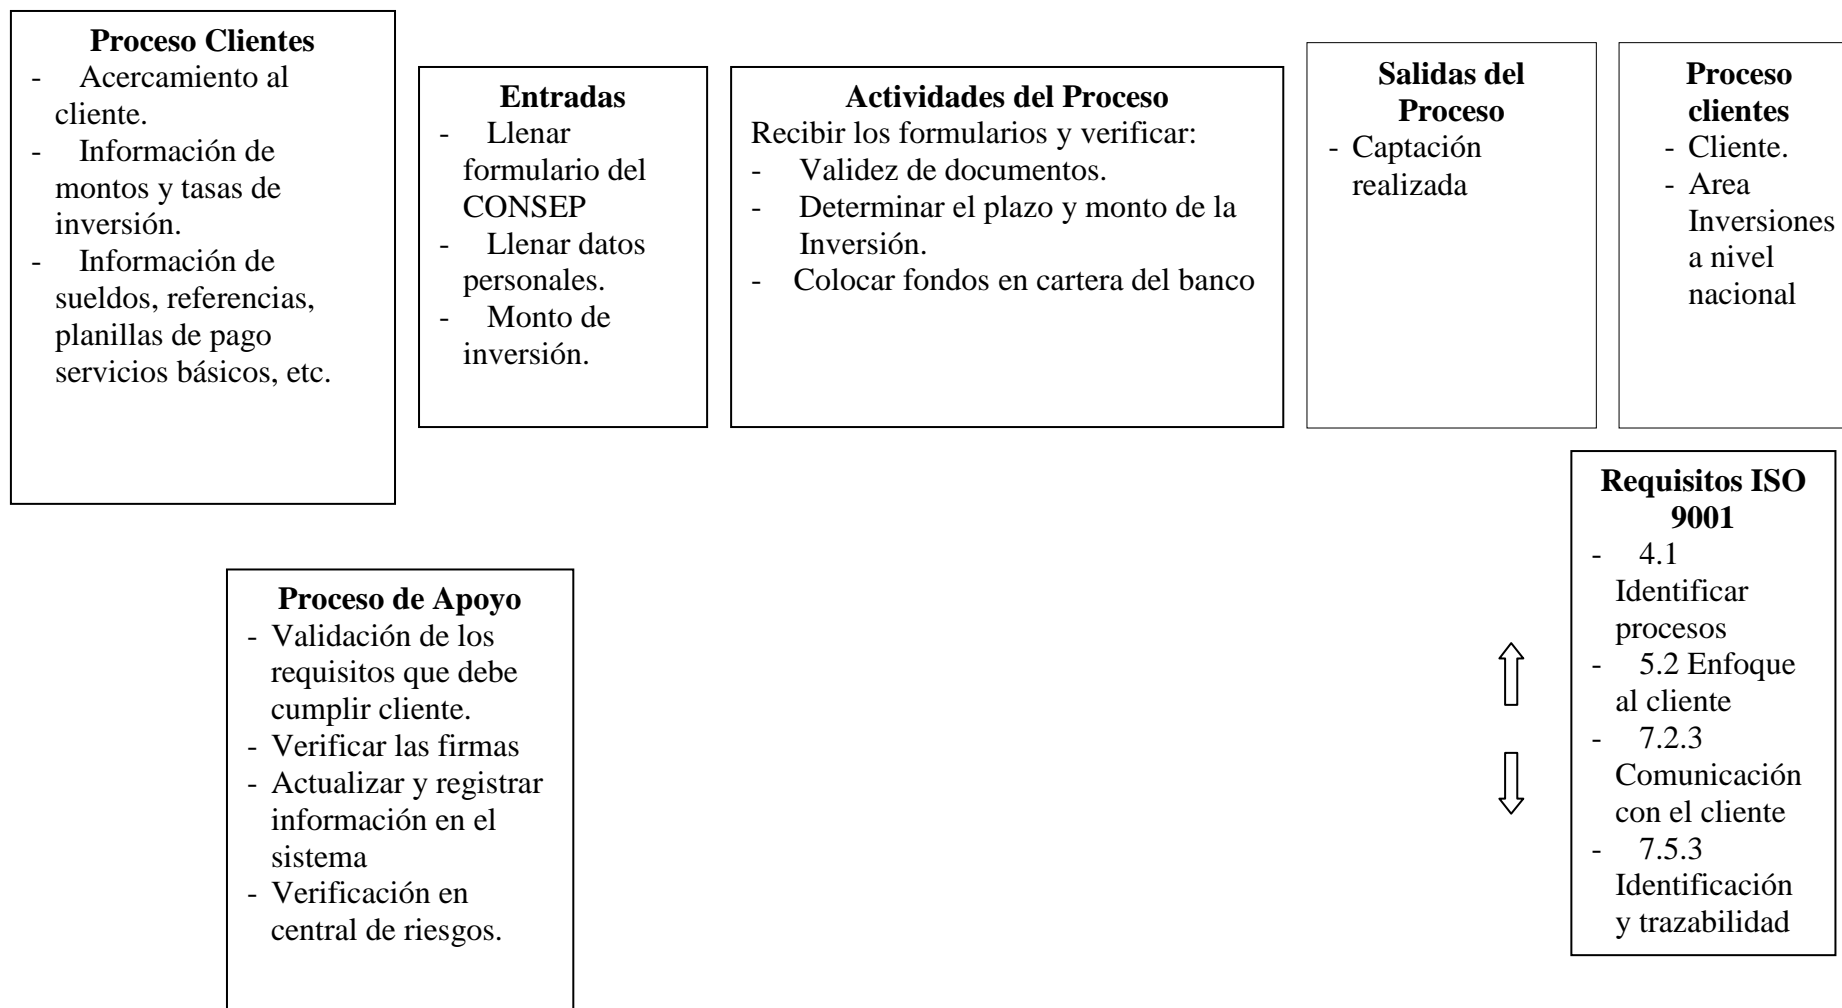 Proceso Clientes
- Acercamiento al
cliente.
- Información de
montos y tasas de
inversión.
- Información de
sueldos, referencias,
planillas de pago
servicios básicos, etc.
Entradas
- Llenar
formulario del
CONSEP
- Llenar datos
personales.
- Monto de
inversión.
Actividades del Proceso
Recibir los formularios y verificar:
- Validez de documentos.
- Determinar el plazo y monto de la
Inversión.
- Colocar fondos en cartera del banco
Salidas del
Proceso
- Captación
realizada
Proceso
clientes
- Cliente.
- Area
Inversiones
a nivel
nacional
Proceso de Apoyo
- Validación de los
requisitos que debe
cumplir cliente.
- Verificar las firmas
- Actualizar y registrar
información en el
sistema
- Verificación en
central de riesgos.
Requisitos ISO
9001
- 4.1
Identificar
procesos
- 5.2 Enfoque
al cliente
- 7.2.3
Comunicación
con el cliente
- 7.5.3
Identificación
y trazabilidad